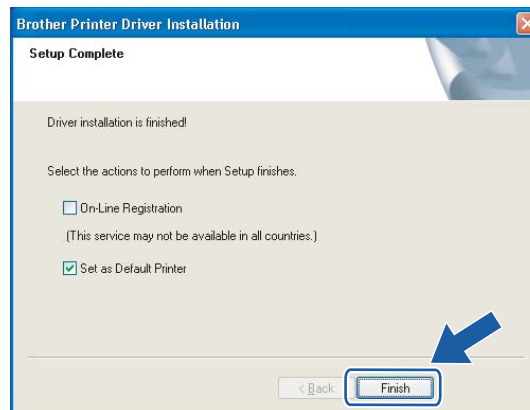 Brother Printer Driver Installation
Setup Complete
Driver installation is finished!
Select the actions to perform when Setup finishes.
On-Line Registration
(This service may not be available in all countries.)
Set as Default Printer
< Back
Finish